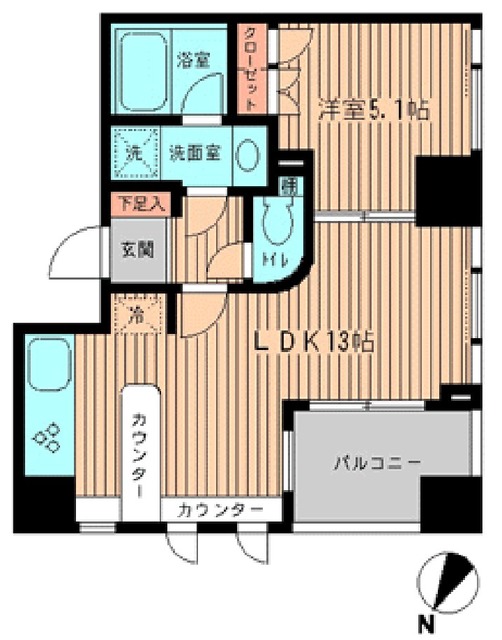 浴室
クローゼット
洋室5.1帖
洗
洗面室
棚
下足入
玄関
トイレ
冷
LDK13帖
カウンター
カウンター
バルコニー
N